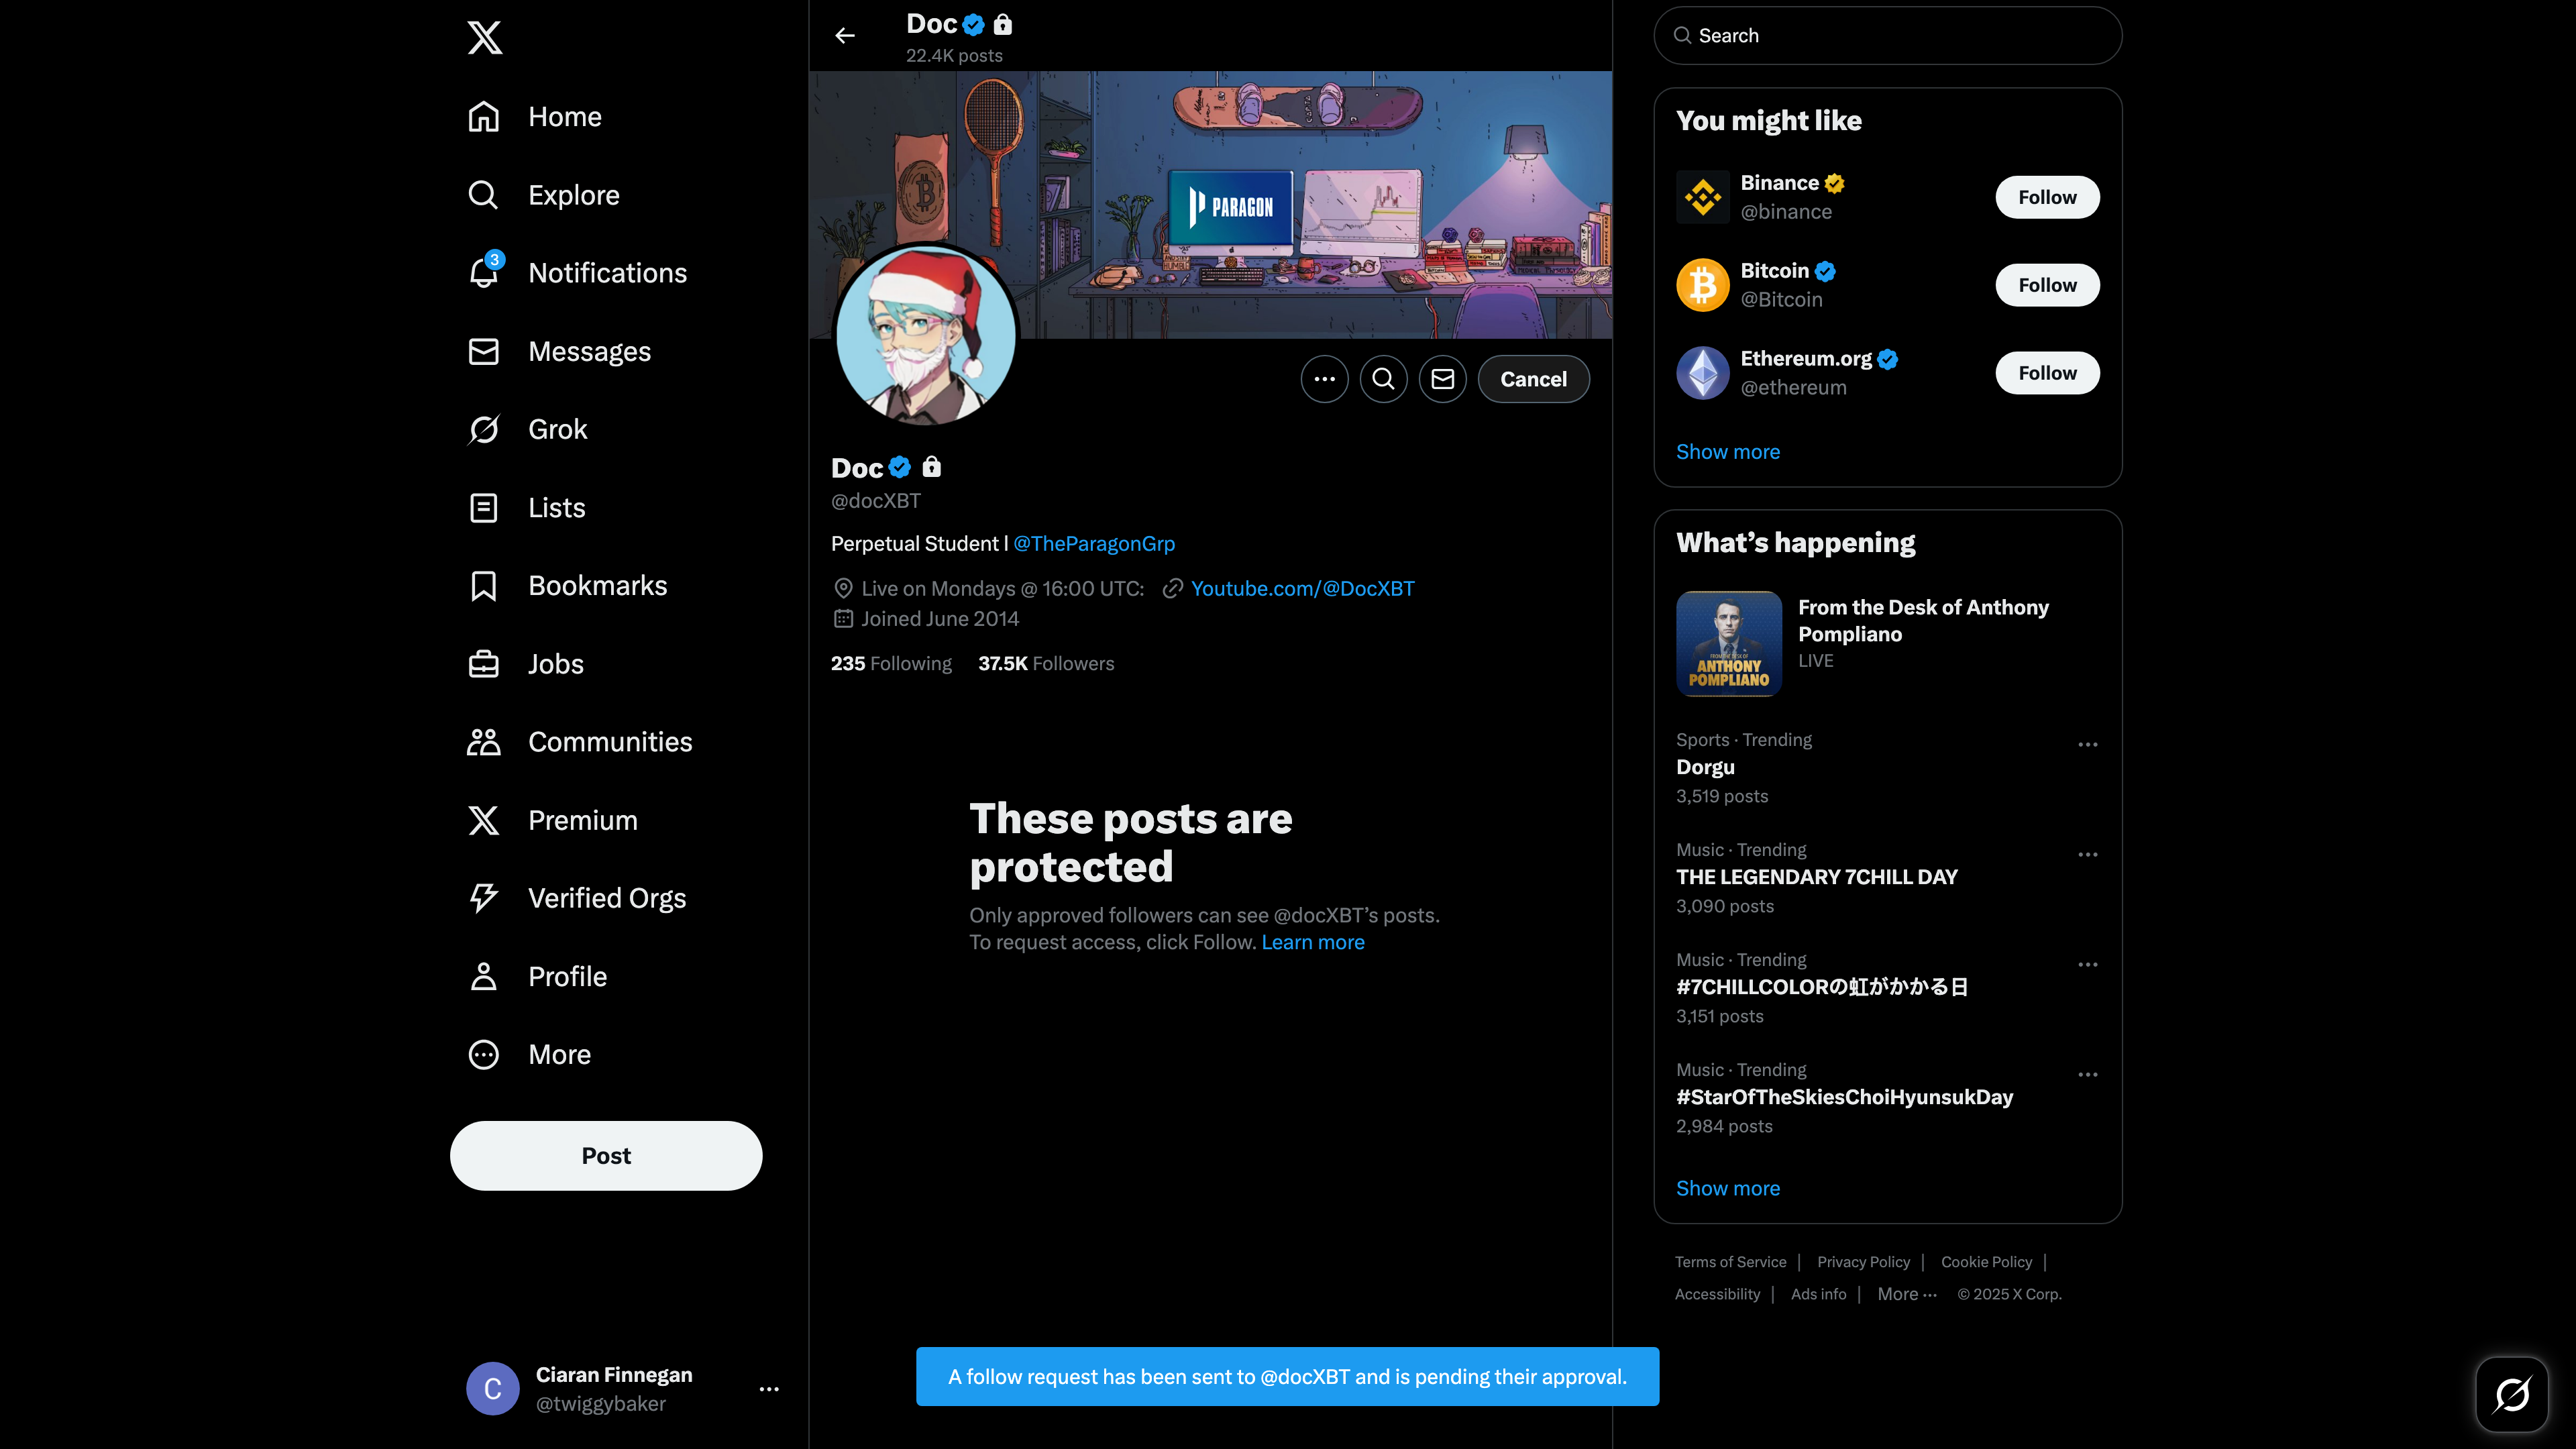 Home
Explore
3
Notifications
Messages
Grok
Lists
Bookmarks
Jobs
Communities
Premium
Verified Orgs
Profile
More
Post
C
Ciaran Finnegan
@twiggybaker
Doc
22.4K posts
PARAGON
Cancel
Doc
@docXBT
Perpetual Student l @TheParagonGrp
Live on Mondays @ 16:00 UTC: Youtube.com/@DocXBT
Joined June 2014
235 Following 37.5K Followers
These posts are
protected
Only approved followers can see @docXBT’s posts.
To request access, click Follow. Learn more
A follow request has been sent to @docXBT and is pending their approval.
Search
You might like
Binance
@binance
Follow
Bitcoin
@Bitcoin
Follow
Ethereum.org
@ethereum
Follow
Show more
What’s happening
FROM THE DESK OF
ANTHONY
POMPLIANO
From the Desk of Anthony
Pompliano
LIVE
Sports · Trending
Dorgu
3,519 posts
Music · Trending
THE LEGENDARY 7CHILL DAY
3,090 posts
Music · Trending
#7CHILLCOLORの虹がかかる日
3,151 posts
Music · Trending
#StarOfTheSkiesChoiHyunsukDay
2,984 posts
Show more
Terms of Service | Privacy Policy | Cookie Policy |
Accessibility | Ads info | More ··· © 2025 X Corp.